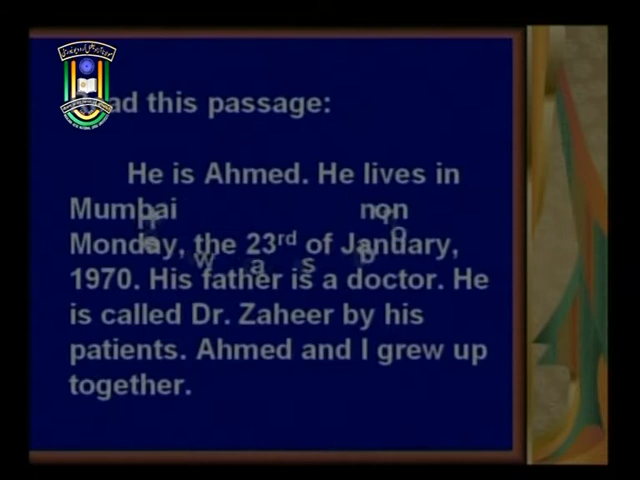 ad this passage:
He is Ahmed. He lives in
Mumbai non
Monday, the 23rd of January,
1970. His father is a doctor. He
is called Dr. Zaheer by his
patients. Ahmed and I grew up
together.